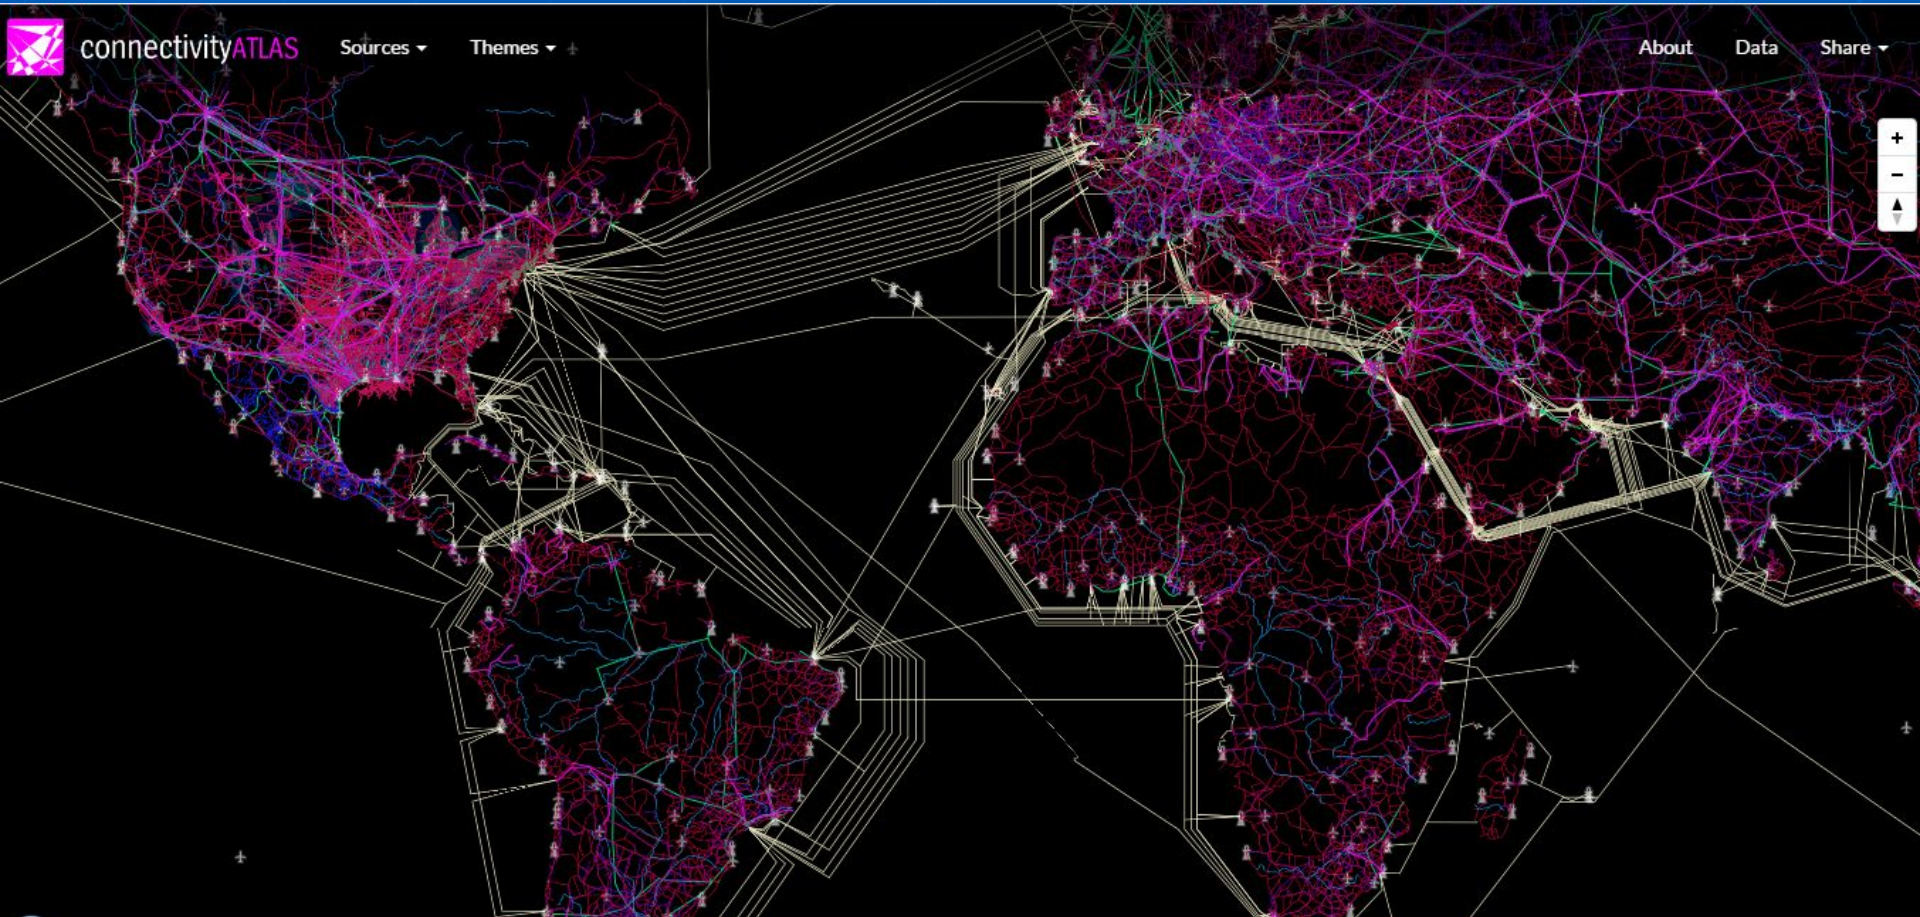 connectivityATLAS Sources Themes About Data Share
+
−